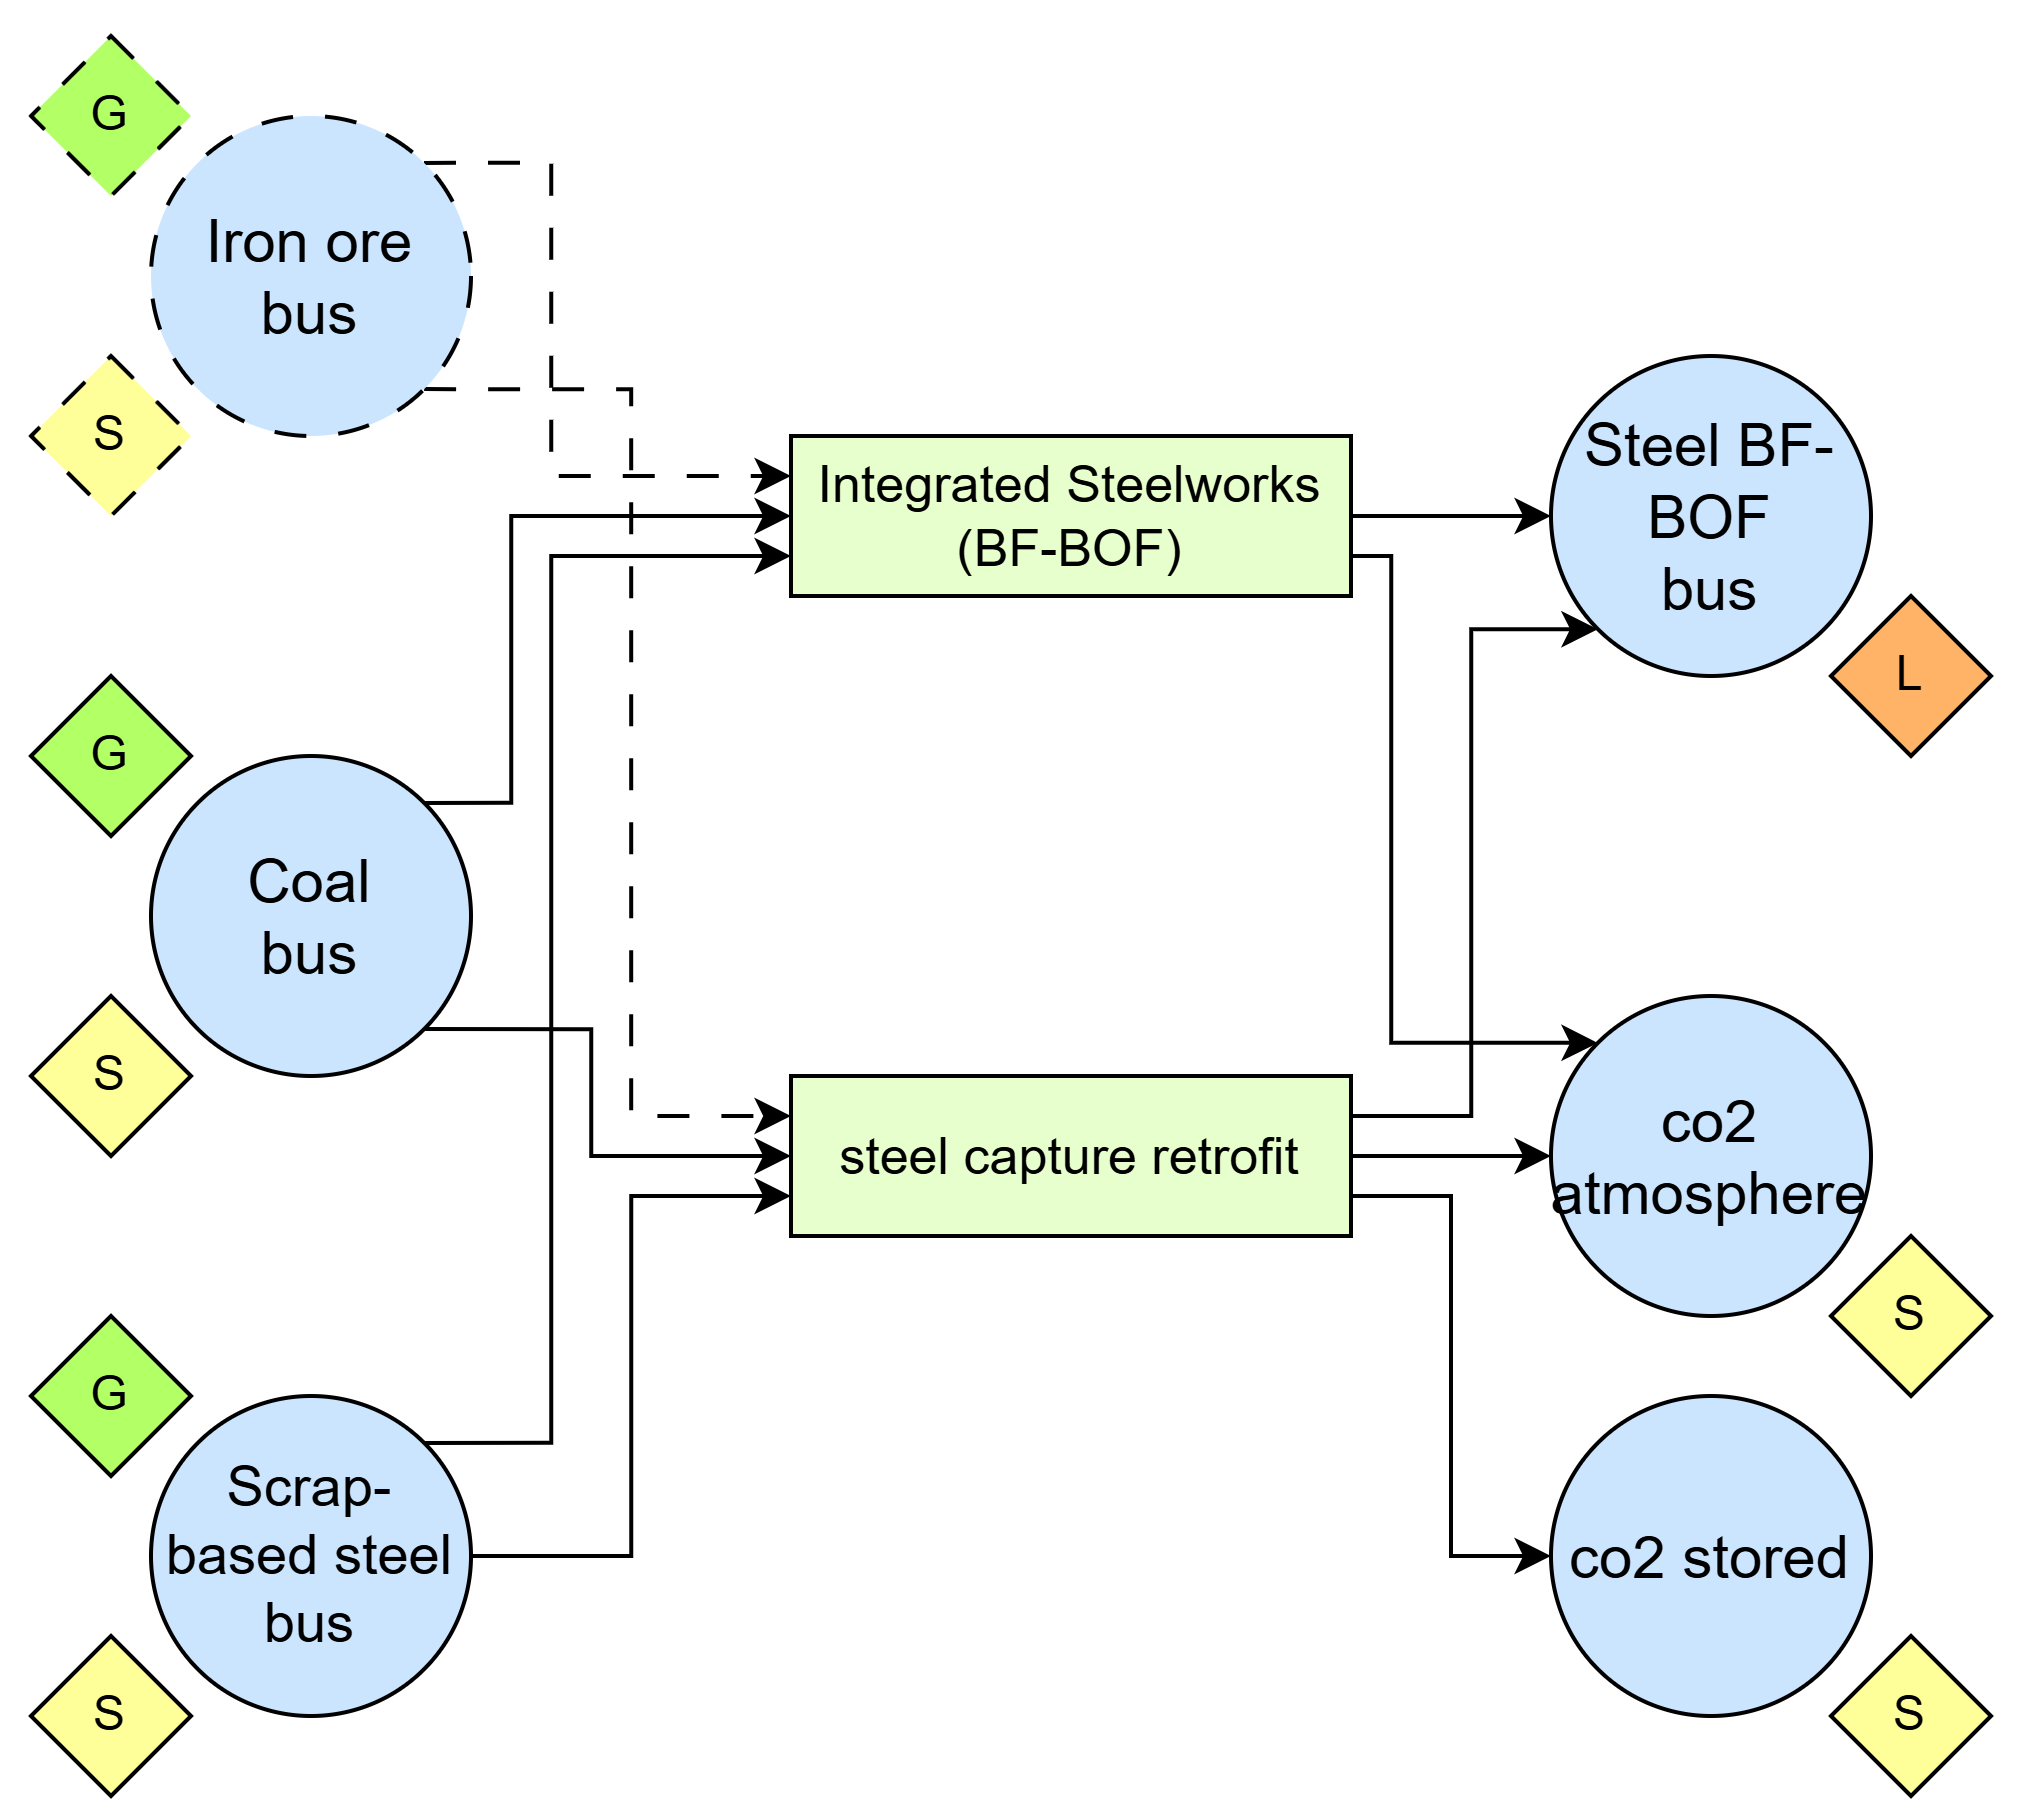 G
Iron ore
bus
S
G
Coal
bus
S
G
Scrap-
based steel
bus
S
Integrated Steelworks
(BF-BOF)
steel capture retrofit
Steel BF-
BOF
bus
L
co2
atmosphere
S
co2 stored
S